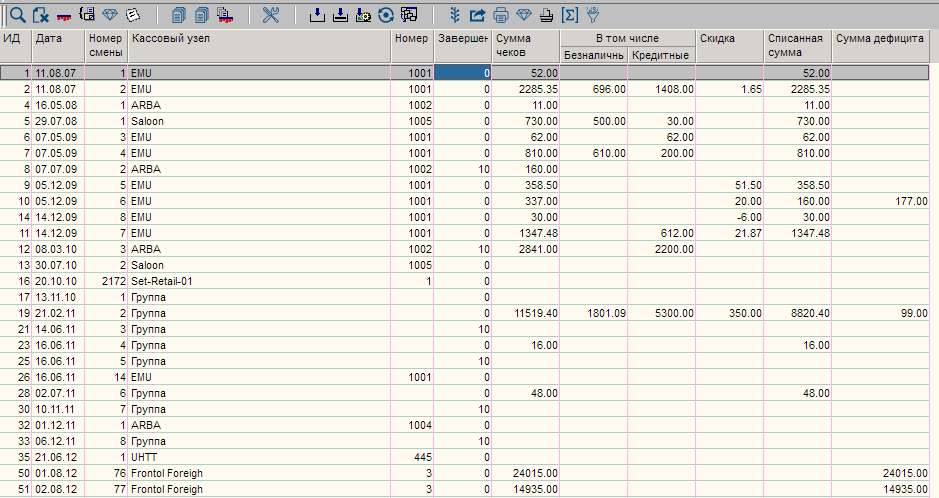 ИД Дата Номер смены Кассовый узел Номер Завершен Сумма чеков В том числе Безналичнь Кредитные Скидка Списанная сумма Сумма дефицита
1 11.08.07 1 EMU 1001 0 52.00 52.00
2 11.08.07 2 EMU 1001 0 2285.35 696.00 1408.00 1.65 2285.35
4 16.05.08 1 ARBA 1002 0 11.00 11.00
5 29.07.08 1 Saloon 1005 0 730.00 500.00 30.00 730.00
6 07.05.09 3 EMU 1001 0 62.00 62.00 62.00
7 07.05.09 4 EMU 1001 0 810.00 610.00 200.00 810.00
8 07.07.09 2 ARBA 1002 10 160.00
9 05.12.09 5 EMU 1001 0 358.50 51.50 358.50
10 05.12.09 6 EMU 1001 0 337.00 20.00 160.00 177.00
14 14.12.09 8 EMU 1001 0 30.00 -6.00 30.00
11 14.12.09 7 EMU 1001 0 1347.48 612.00 21.87 1347.48
12 08.03.10 3 ARBA 1002 10 2841.00 2200.00
13 30.07.10 2 Saloon 1005 0
16 20.10.10 2172 Set-Retail-01 1 0
17 13.11.10 1 Группа 0
19 21.02.11 2 Группа 0 11519.40 1801.09 5300.00 350.00 8820.40 99.00
21 14.06.11 3 Группа 10
23 16.06.11 4 Группа 0 16.00 16.00
25 16.06.11 5 Группа 10
26 16.06.11 14 EMU 1001 0
28 02.07.11 6 Группа 0 48.00 48.00
30 10.11.11 7 Группа 10
32 01.12.11 1 ARBA 1004 0
33 06.12.11 8 Группа 10
35 21.06.12 1 UHTT 445 0
50 01.08.12 76 Frontol Foreigh 3 0 24015.00 24015.00
51 02.08.12 77 Frontol Foreigh 3 0 14935.00 14935.00